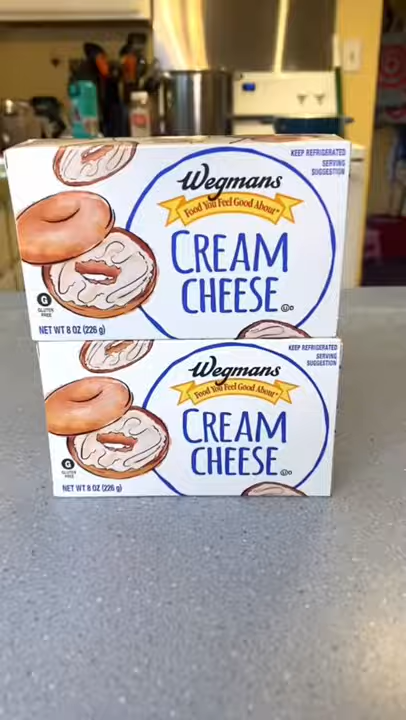 KEEP REFRIGERATED
SERVING
SUGGESTION
Wegmans
Food You Feel Good About
CREAM
CHEESE
G
GLUTEN
FREE
NET WT 8 OZ (226 g)
KEEP REFRIGERATED
SERVING
SUGGESTION
Wegmans
Food You Feel Good About
CREAM
CHEESE
G
GLUTEN
FREE
NET WT 8 OZ (226 g)